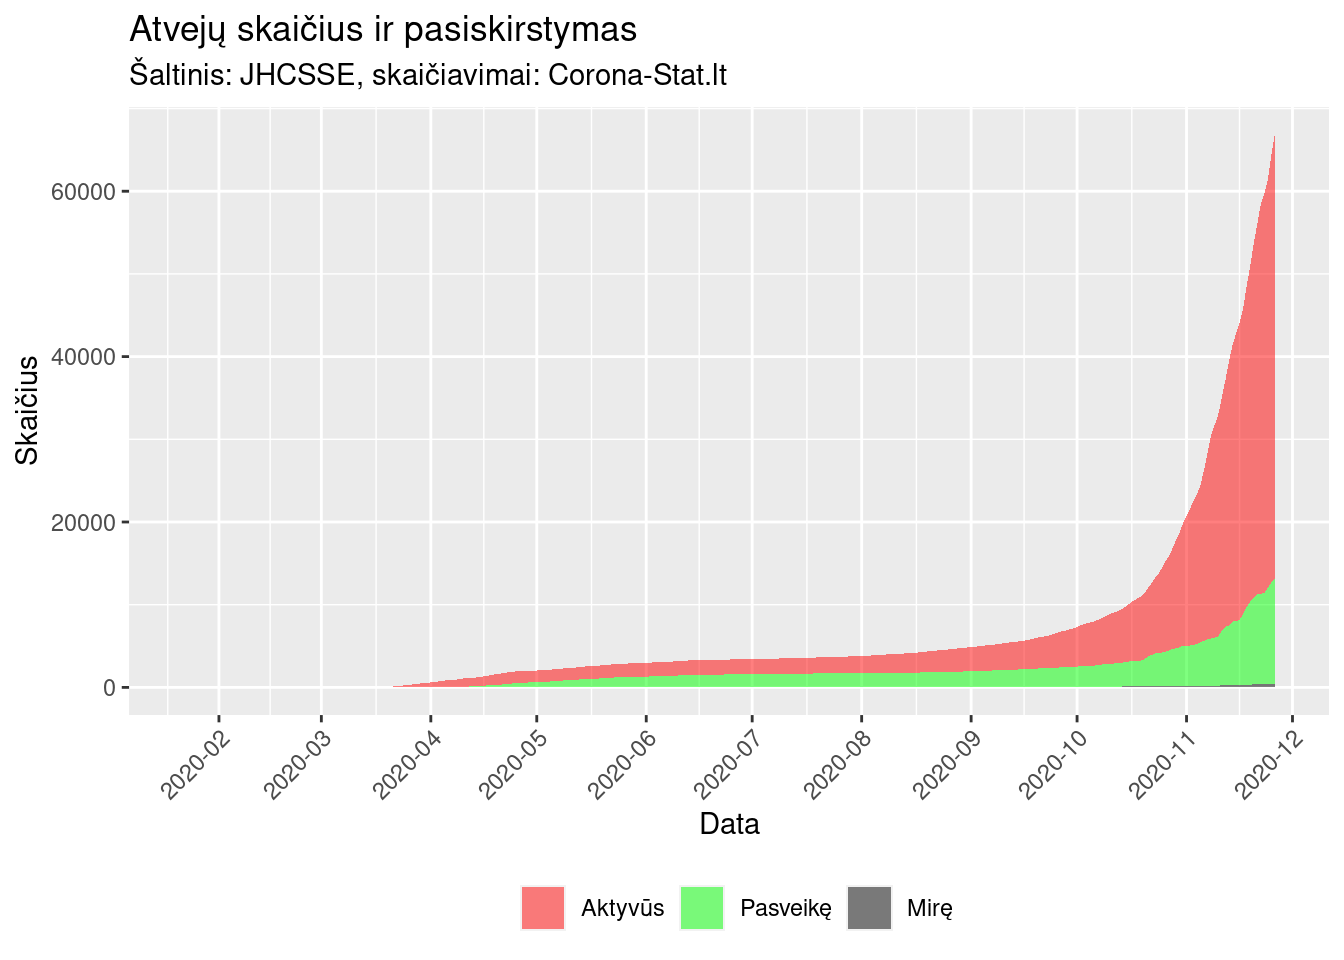 Atvejų skaičius ir pasiskirstymas
Šaltinis: JHCSSE, skaičiavimai: Corona-Stat.lt
Skaičius
60000
40000
20000
0
2020-02
2020-03
2020-04
2020-05
2020-06
2020-07
2020-08
2020-09
2020-10
2020-11
2020-12
Data
Aktyvūs
Pasveikę
Mirę